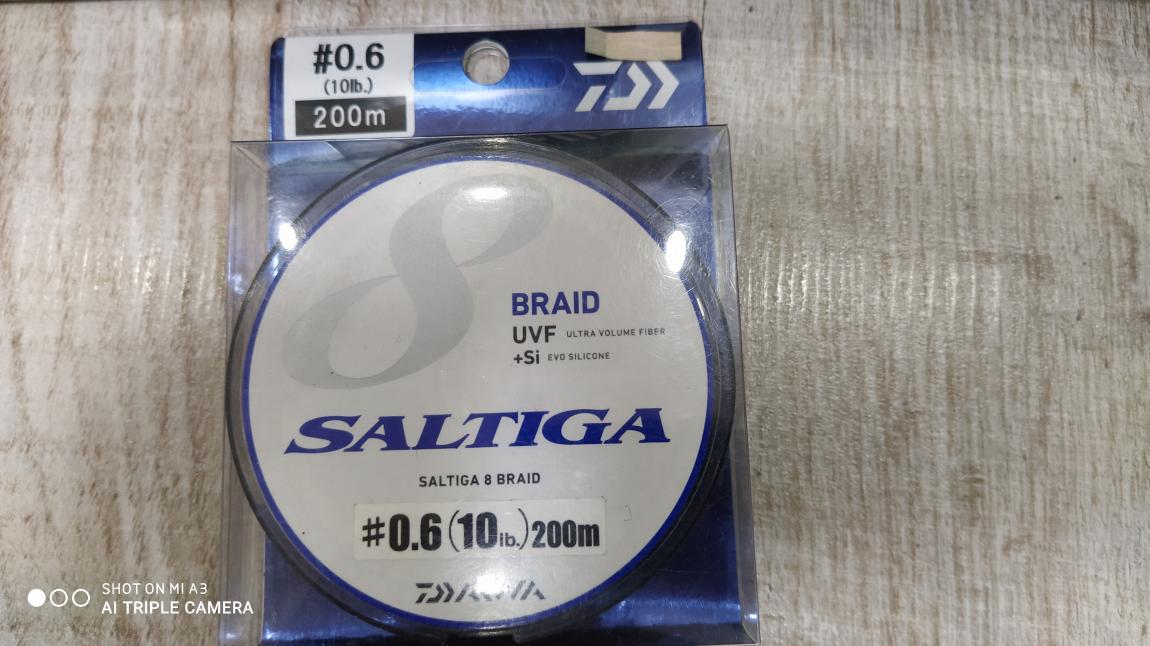 #0.6
(10lb.)
200m
8
BRAID
UVF ULTRA VOLUME FIBER
+Si EVO SILICONE
SALTIGA
SALTIGA 8 BRAID
#0.6(10lb.)200m
DAIWA
SHOT ON MI A3
AI TRIPLE CAMERA